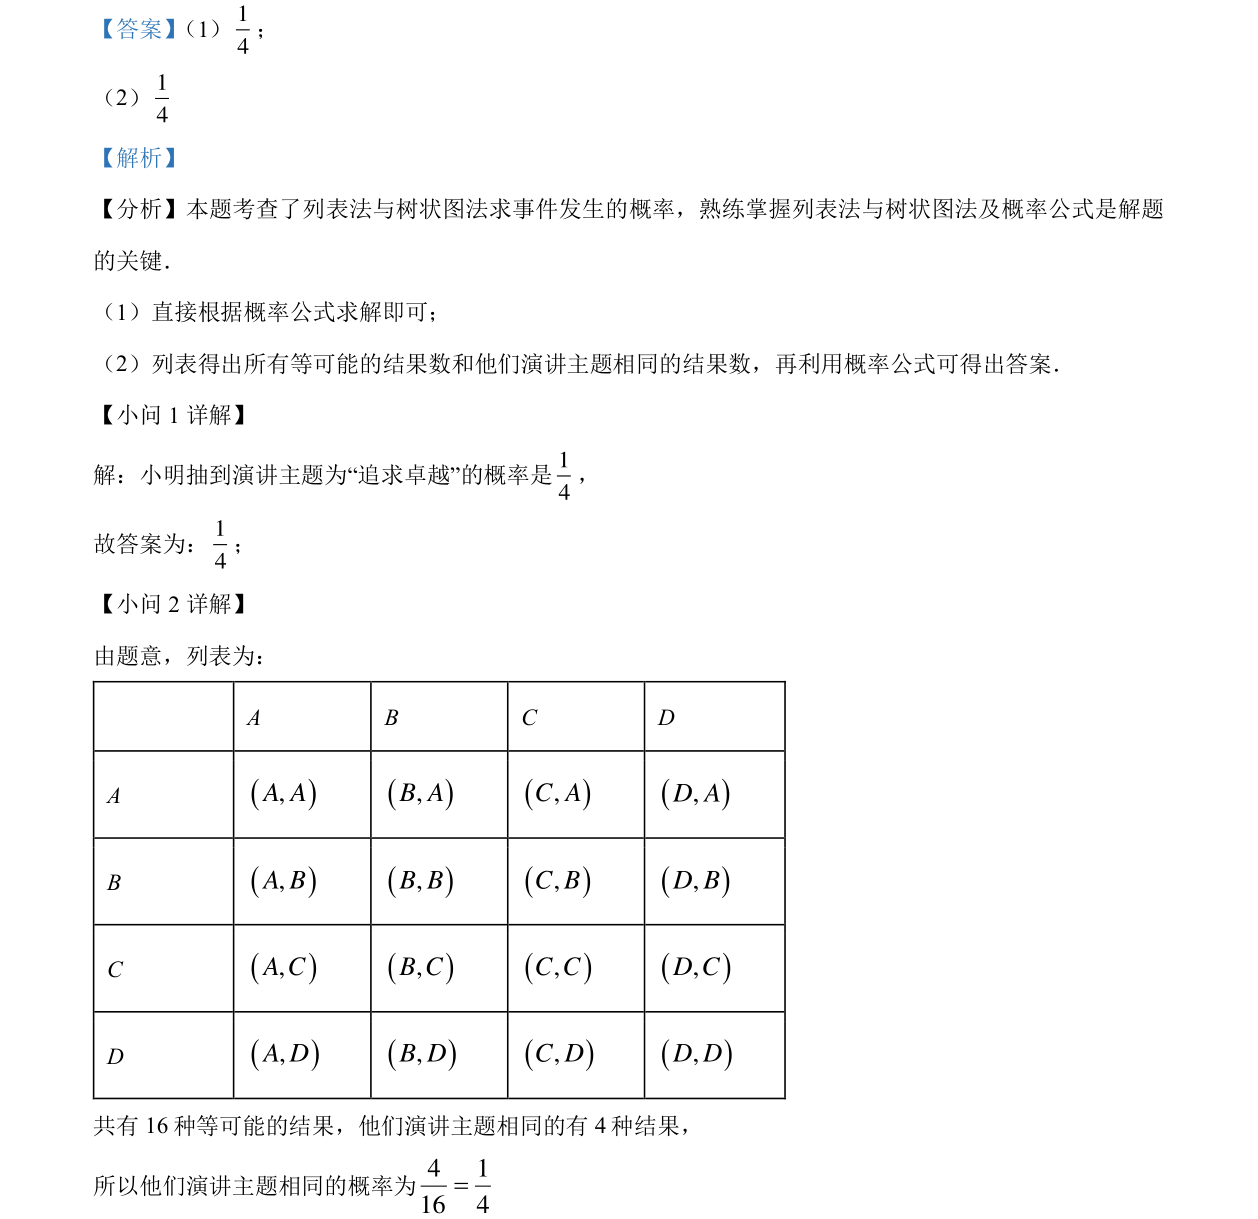 【答案】（1）1/4；
（2）1/4
【解析】
【分析】本题考查了列表法与树状图法求事件发生的概率，熟练掌握列表法与树状图法及概率公式是解题
的关键．
（1）直接根据概率公式求解即可；
（2）列表得出所有等可能的结果数和他们演讲主题相同的结果数，再利用概率公式可得出答案．
【小问 1 详解】
解：小明抽到演讲主题为“追求卓越”的概率是1/4，
故答案为：1/4；
【小问 2 详解】
由题意，列表为：
A B C D
A (A,A) (B,A) (C,A) (D,A)
B (A,B) (B,B) (C,B) (D,B)
C (A,C) (B,C) (C,C) (D,C)
D (A,D) (B,D) (C,D) (D,D)
共有 16 种等可能的结果，他们演讲主题相同的有 4 种结果，
所以他们演讲主题相同的概率为4/16=1/4